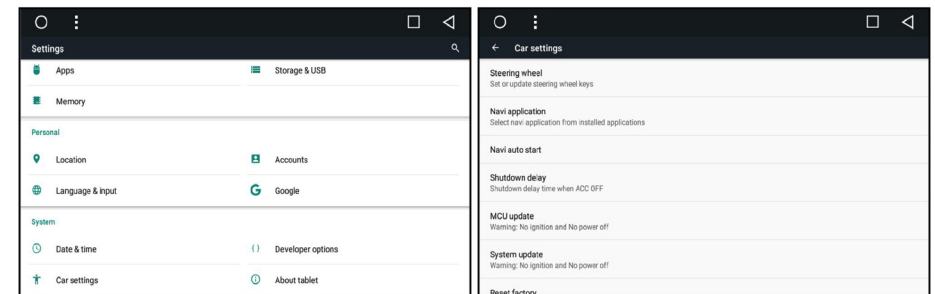 Settings
Apps
Storage & USB
Memory
Personal
Location
Accounts
Language & input
Google
System
Date & time
Developer options
Car settings
About tablet
Car settings
Steering wheel
Set or update steering wheel keys
Navi application
Select navi application from installed applications
Navi auto start
Shutdown delay
Shutdown delay time when ACC OFF
MCU update
Warning: No ignition and No power off
System update
Warning: No ignition and No power off
Reset factory